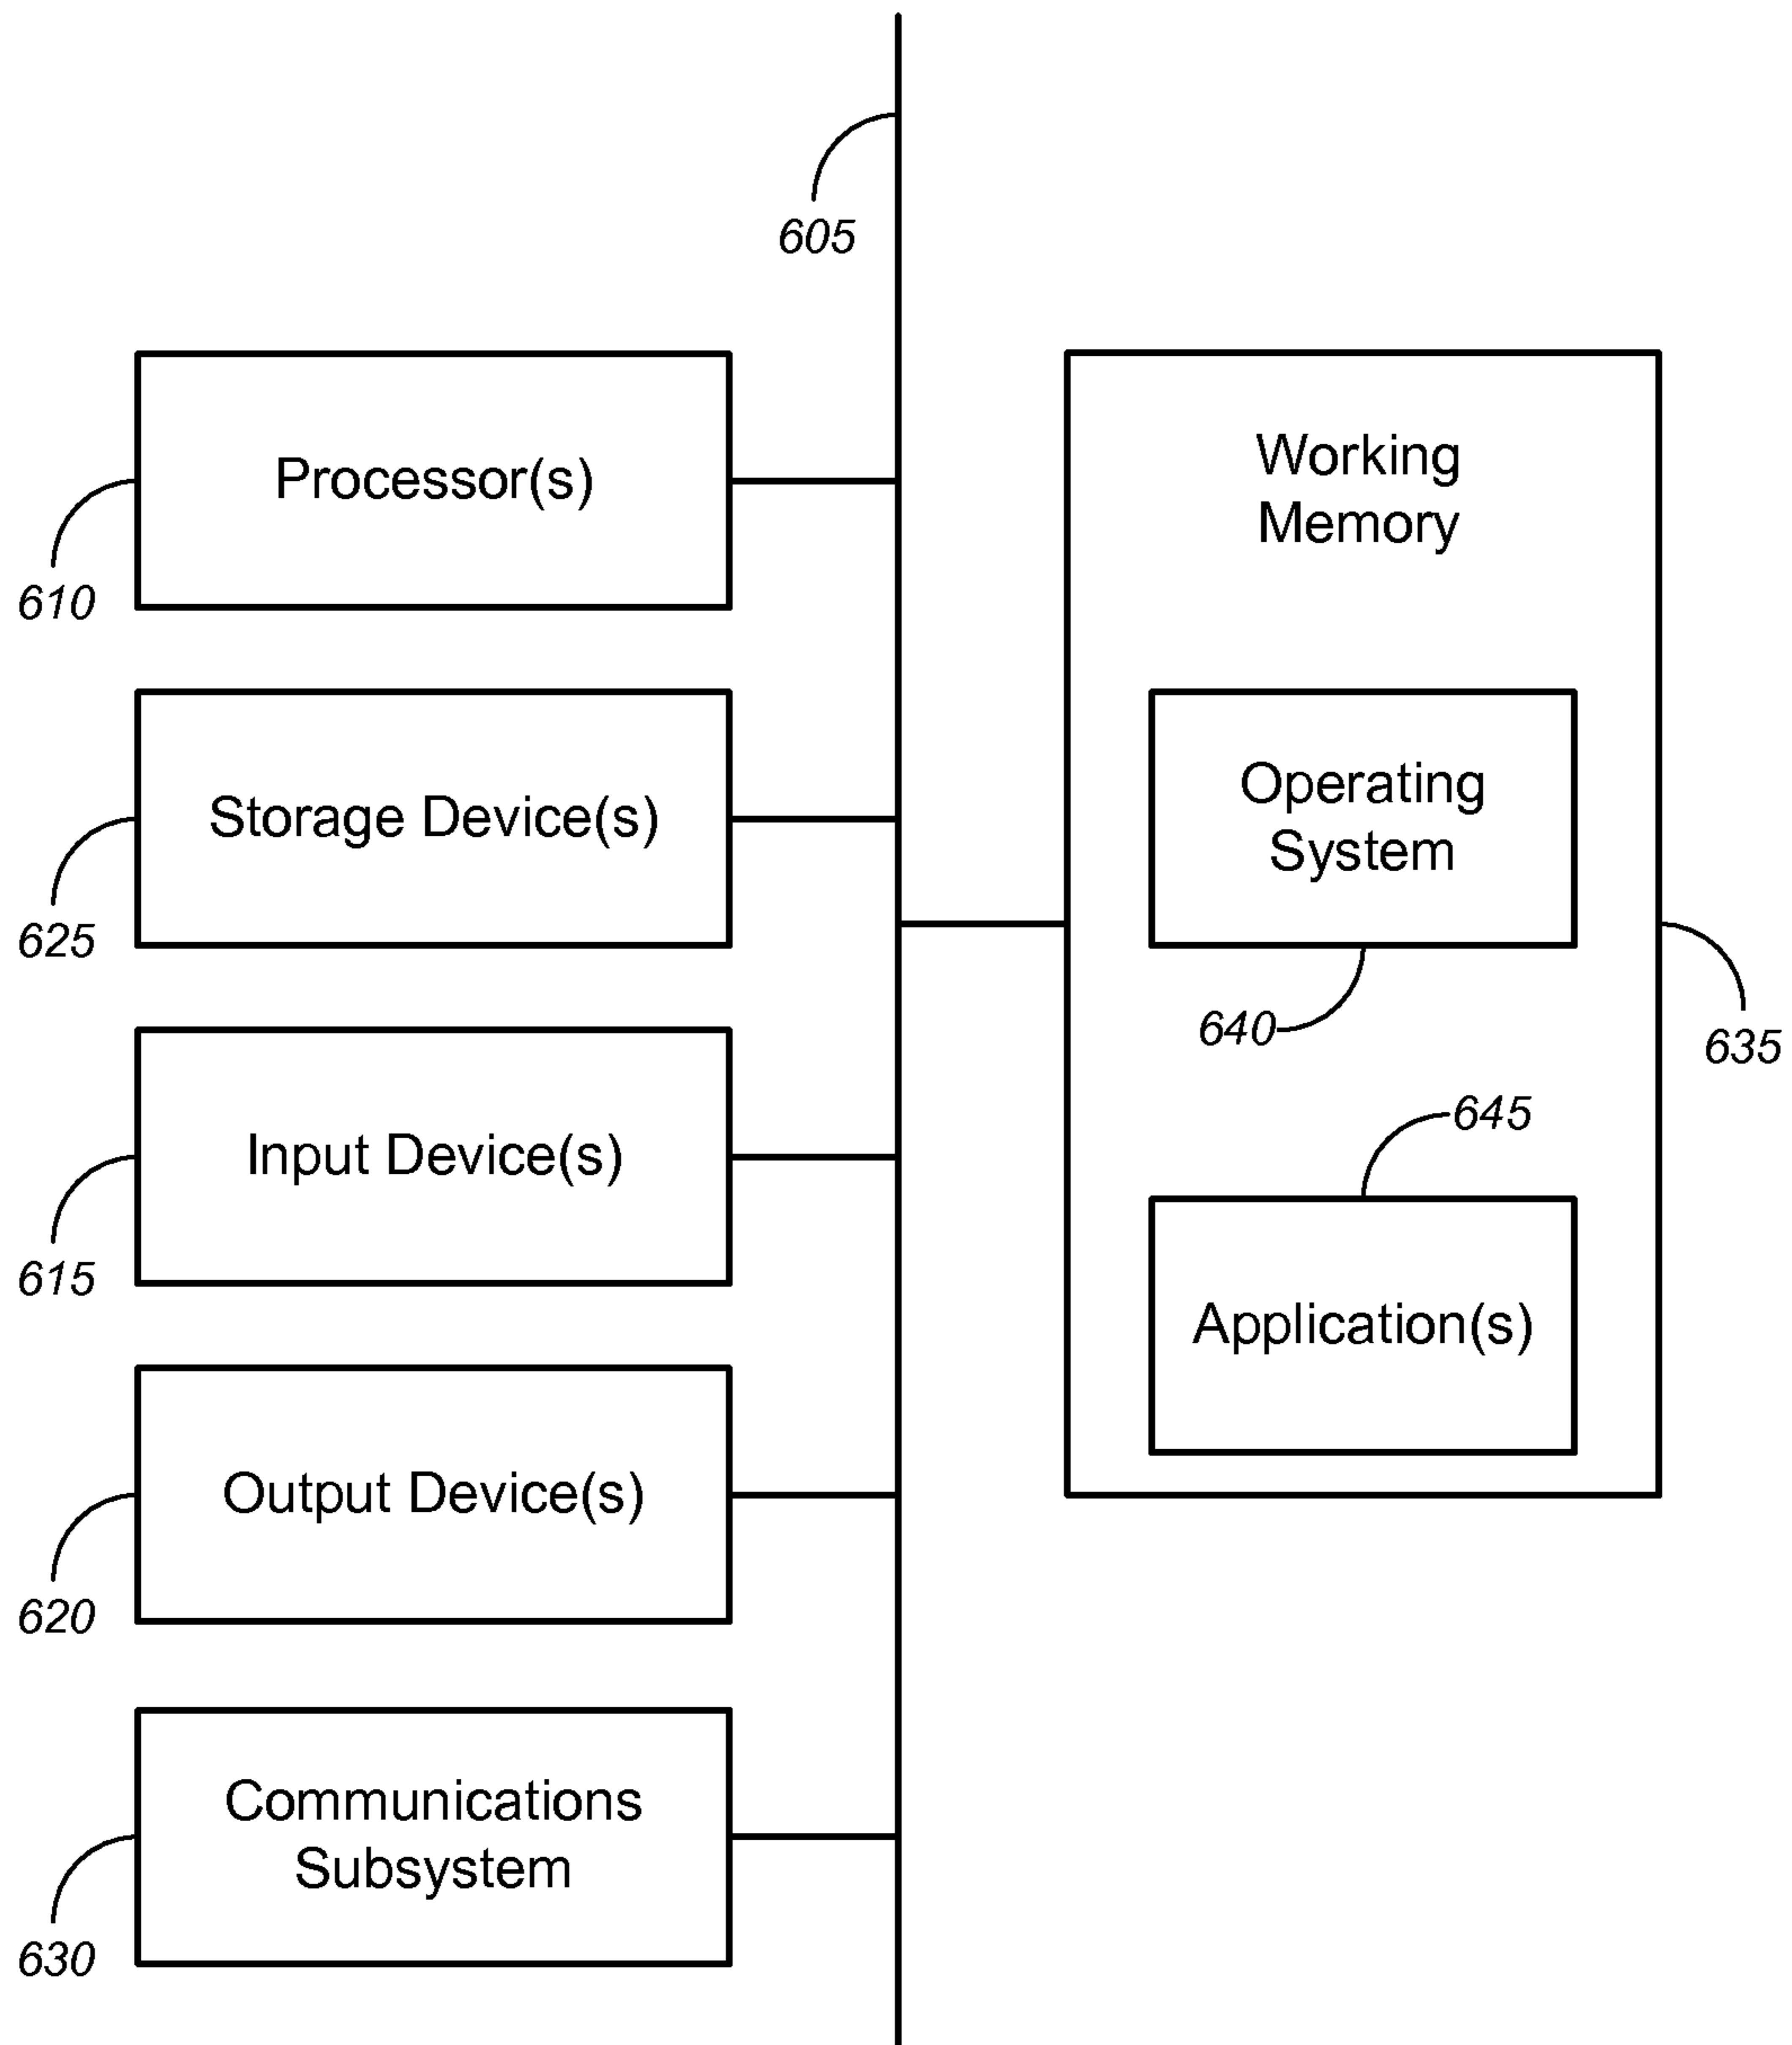 605
Processor(s)
610
Storage Device(s)
625
Input Device(s)
615
Output Device(s)
620
Communications
Subsystem
630
Working
Memory
Operating
System
640
635
645
Application(s)